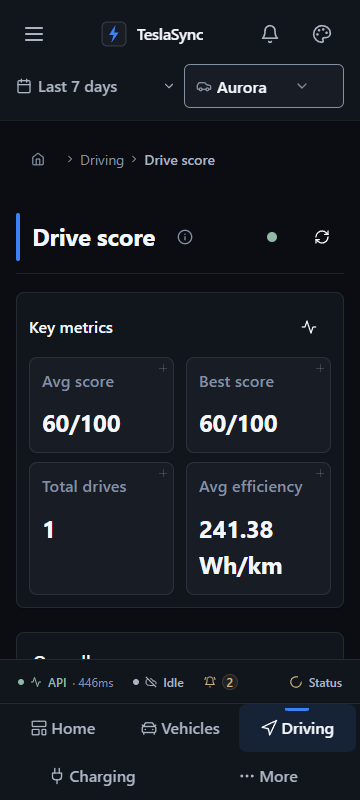 TeslaSync
Last 7 days
Aurora
Driving
Drive score
Drive score
Key metrics
Avg score
Best score
60/100
60/100
Total drives
Avg efficiency
1
241.38
Wh/km
API · 446ms
Idle
2
Status
Home
Vehicles
Driving
Charging
More